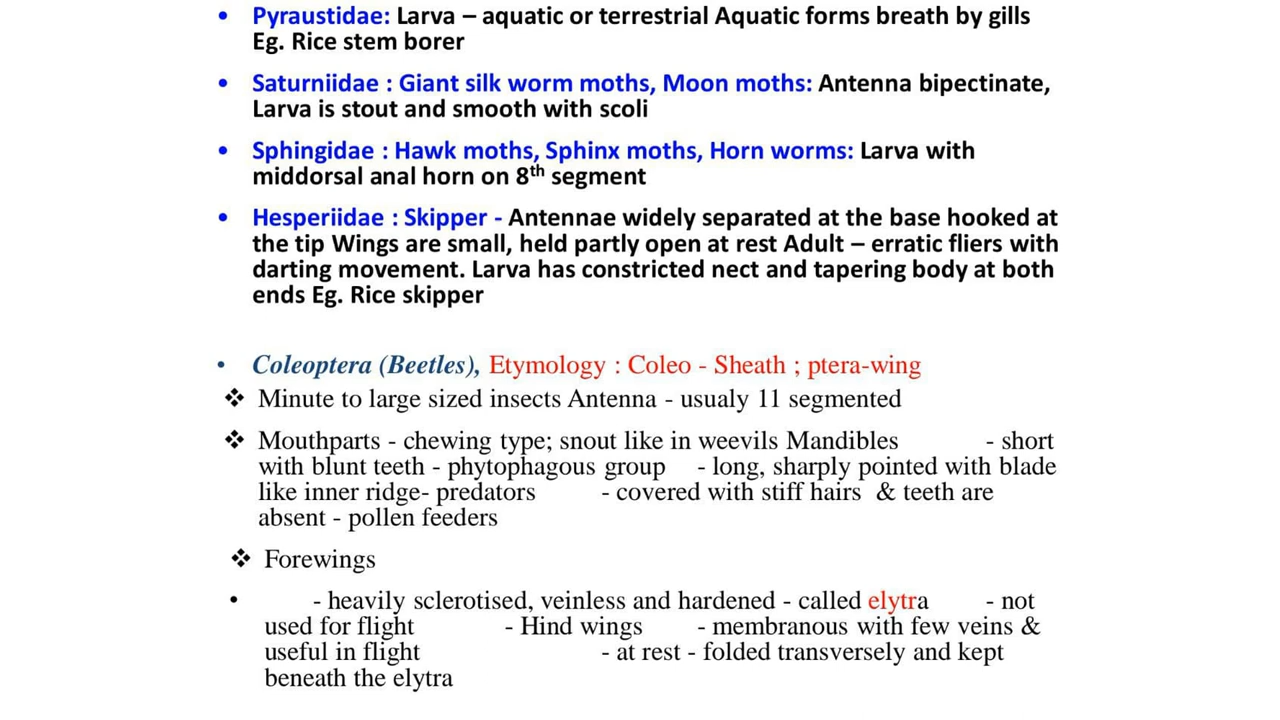 • Pyraustidae: Larva – aquatic or terrestrial Aquatic forms breath by gills
Eg. Rice stem borer
• Saturniidae : Giant silk worm moths, Moon moths: Antenna bipectinate,
Larva is stout and smooth with scoli
• Sphingidae : Hawk moths, Sphinx moths, Horn worms: Larva with
middorsal anal horn on 8th segment
• Hesperiidae : Skipper - Antennae widely separated at the base hooked at
the tip Wings are small, held partly open at rest Adult – erratic fliers with
darting movement. Larva has constricted nect and tapering body at both
ends Eg. Rice skipper
• Coleoptera (Beetles), Etymology : Coleo - Sheath ; ptera-wing
❖ Minute to large sized insects Antenna - usualy 11 segmented
❖ Mouthparts - chewing type; snout like in weevils Mandibles - short
with blunt teeth - phytophagous group - long, sharply pointed with blade
like inner ridge- predators - covered with stiff hairs & teeth are
absent - pollen feeders
❖ Forewings
• - heavily sclerotised, veinless and hardened - called elytra - not
used for flight - Hind wings - membranous with few veins &
useful in flight - at rest - folded transversely and kept
beneath the elytra